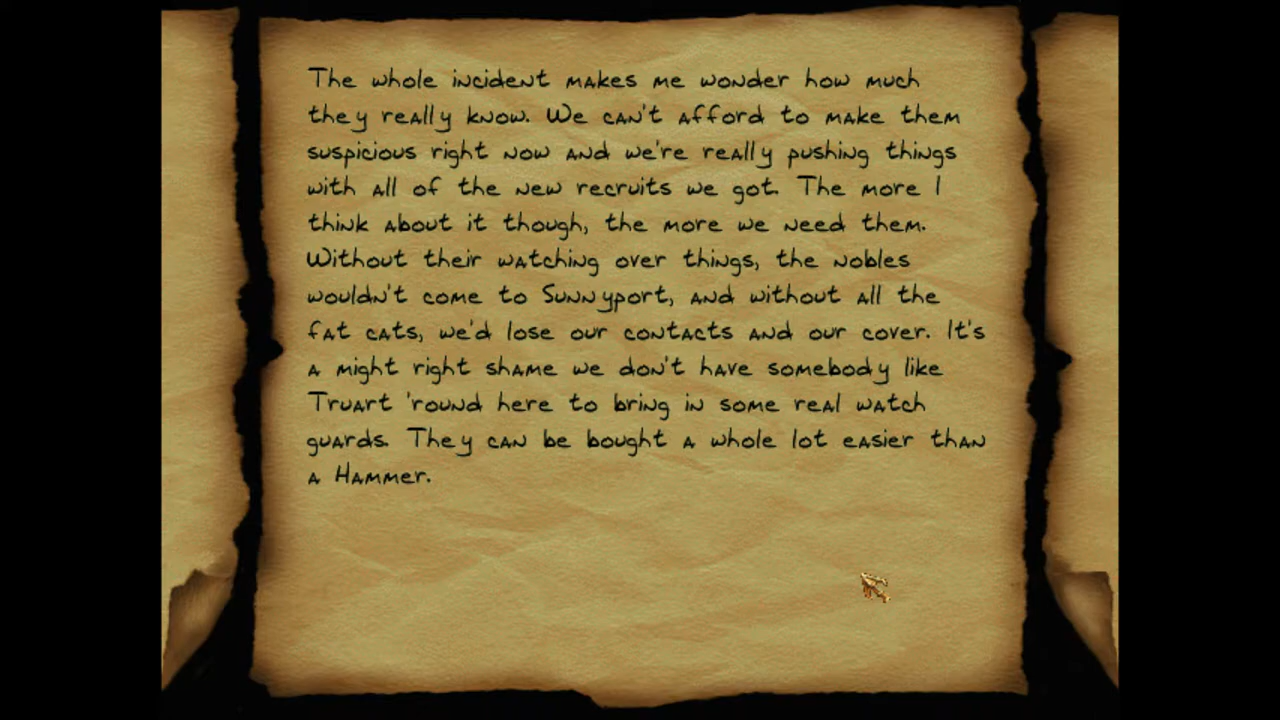 The whole incident makes me wonder how much
they really know. We can't afford to make them
suspicious right now and we're really pushing things
with all of the new recruits we got. The more I
think about it though, the more we need them.
Without their watching over things, the nobles
wouldn't come to Sunnyport, and without all the
fat cats, we'd lose our contacts and our cover. It's
a might right shame we don't have somebody like
Truart 'round here to bring in some real watch
guards. They can be bought a whole lot easier than
a Hammer.